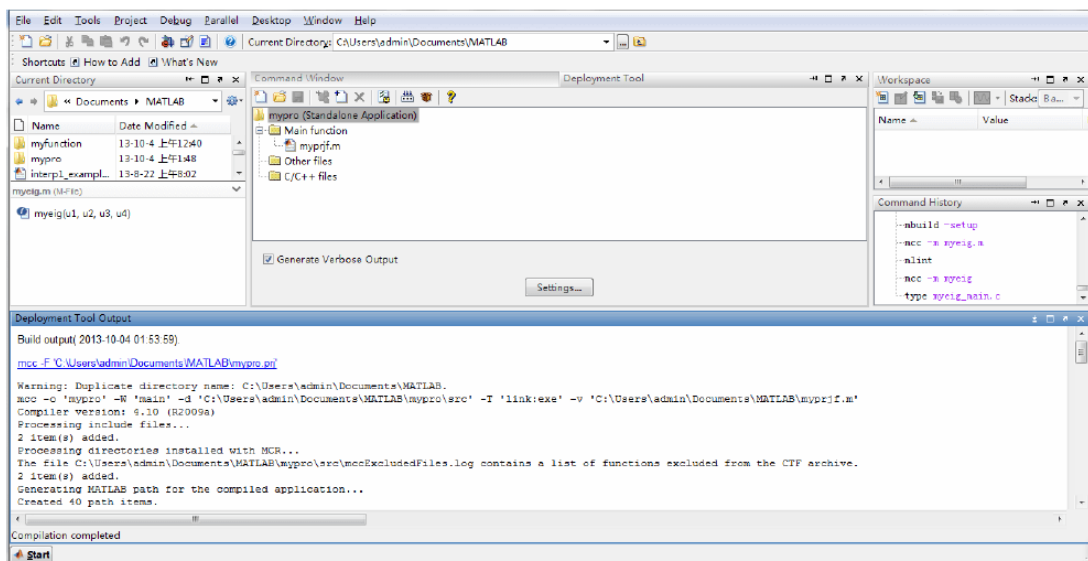 File Edit Tools Project Debug Parallel Desktop Window Help
Current Directory: C:\Users\admin\Documents\MATLAB
Shortcuts How to Add What's New
Current Directory
« Documents ▸ MATLAB
Name Date Modified
myfunction 13-10-4 上午12:40
mypro 13-10-4 上午1:48
interp1_exampl... 13-8-22 上午8:02
myeig.m (M-File)
myeig(u1, u2, u3, u4)
Command Window Deployment Tool
mypro (Standalone Application)
Main function
myprjf.m
Other files
C/C++ files
Generate Verbose Output
Settings...
Workspace
Stack: Ba...
Name Value
Command History
mbuild -setup
mcc -m myeig.m
mlint
mcc -m myeig
type myeig_main.c
Deployment Tool Output
Build output( 2013-10-04 01:53:59).
mcc -F 'C:\Users\admin\Documents\MATLAB\mypro.prj'
Warning: Duplicate directory name: C:\Users\admin\Documents\MATLAB.
mcc -o 'mypro' -W 'main' -d 'C:\Users\admin\Documents\MATLAB\mypro\src' -T 'link:exe' -v 'C:\Users\admin\Documents\MATLAB\myprjf.m'
Compiler version: 4.10 (R2009a)
Processing include files...
2 item(s) added.
Processing directories installed with MCR...
The file C:\Users\admin\Documents\MATLAB\mypro\src\mccExcludedFiles.log contains a list of functions excluded from the CTF archive.
2 item(s) added.
Generating MATLAB path for the compiled application...
Created 40 path items.
Compilation completed
Start